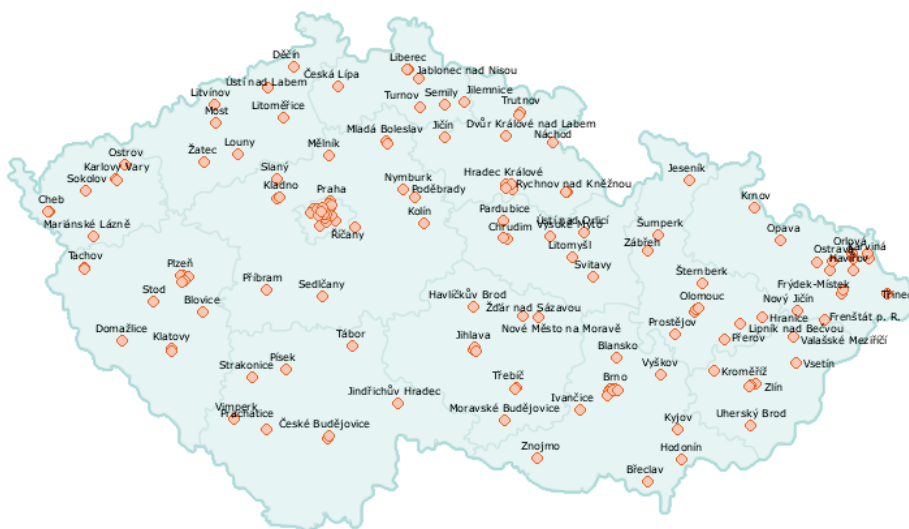 Děčín
Liberec
Jablonec nad Nisou
Česká Lípa
Ústí nad Labem
Litvínov
Most
Litoměřice
Turnov
Semily
Jilemnice
Trutnov
Jičín
Dvůr Králové nad Labem
Náchod
Mladá Boleslav
Mělník
Louny
Žatec
Ostrov
Karlovy Vary
Sokolov
Cheb
Mariánské Lázně
Slaný
Kladno
Praha
Říčany
Nymburk
Poděbrady
Kolín
Hradec Králové
Rychnov nad Kněžnou
Pardubice
Chrudim
Ústí nad Orlicí
Vysoké Mýto
Litomyšl
Svitavy
Jeseník
Krnov
Opava
Šumperk
Zábřeh
Ostrava
Orlová
Karviná
Havířov
Frýdek-Místek
Třinec
Šternberk
Olomouc
Nový Jičín
Hranice
Frenštát p. R.
Lipník nad Bečvou
Valašské Meziříčí
Přerov
Prostějov
Vsetín
Tachov
Plzeň
Stod
Blovice
Domažlice
Klatovy
Příbram
Sedlčany
Havlíčkův Brod
Žďár nad Sázavou
Nové Město na Moravě
Jihlava
Tábor
Písek
Strakonice
Vimperk
Prachatice
České Budějovice
Jindřichův Hradec
Třebíč
Moravské Budějovice
Blansko
Brno
Ivančice
Vyškov
Kroměříž
Zlín
Uherský Brod
Kyjov
Hodonín
Znojmo
Břeclav